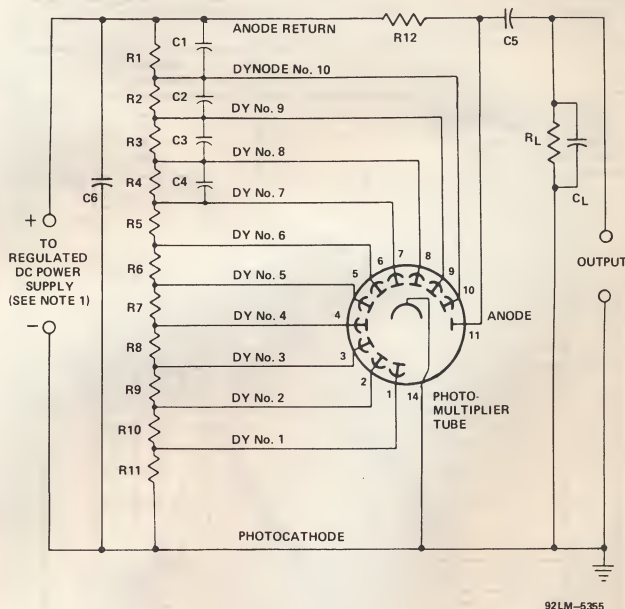 ANODE RETURN
R12
C5
R1
C1
DYNODE No. 10
R2
C2
DY No. 9
R3
C3
DY No. 8
R4
C4
DY No. 7
R5
DY No. 6
R6
DY No. 5
R7
DY No. 4
R8
DY No. 3
R9
DY No. 2
R10
DY No. 1
R11
C6
+
TO
REGULATED
DC POWER
SUPPLY
(SEE NOTE 1)
−
RL
CL
OUTPUT
1
2
3
4
5
6
7
8
9
10
11
14
ANODE
PHOTO-
MULTIPLIER
TUBE
PHOTOCATHODE
92LM-5355